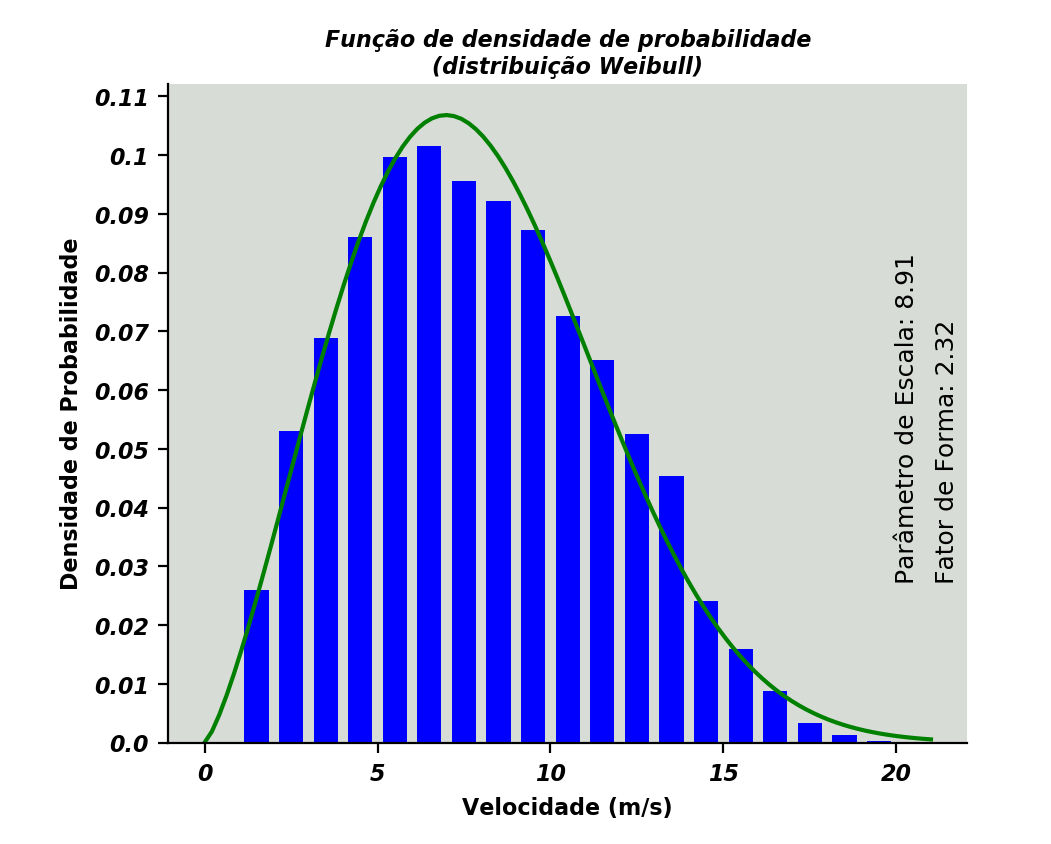 Função de densidade de probabilidade
(distribuição Weibull)
0.11
0.1
0.09
0.08
0.07
0.06
0.05
0.04
0.03
0.02
0.01
0.0
Densidade de Probabilidade
Parâmetro de Escala: 8.91
Fator de Forma: 2.32
0 5 10 15 20
Velocidade (m/s)